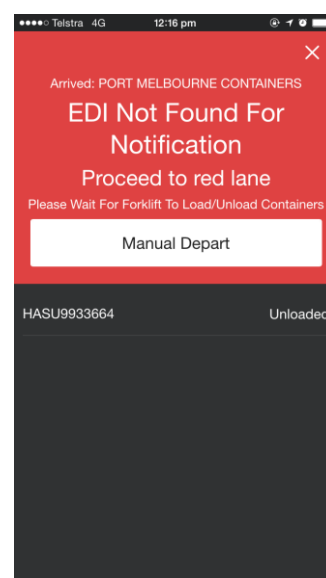 Telstra 4G 12:16 pm
Arrived: PORT MELBOURNE CONTAINERS
EDI Not Found For
Notification
Proceed to red lane
Please Wait For Forklift To Load/Unload Containers
Manual Depart
HASU9933664 Unloaded